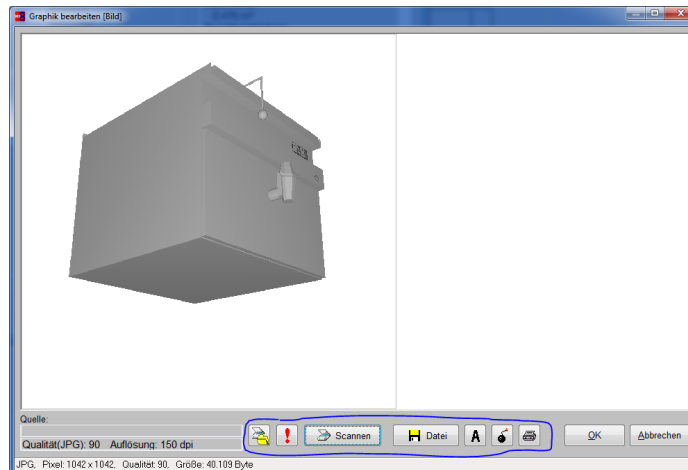 Graphik bearbeiten [Bild]
Quelle:
Qualität(JPG): 90 Auflösung: 150 dpi
Scannen
Datei
A
OK
Abbrechen
JPG, Pixel: 1042 x 1042, Qualität: 90, Größe: 40.109 Byte